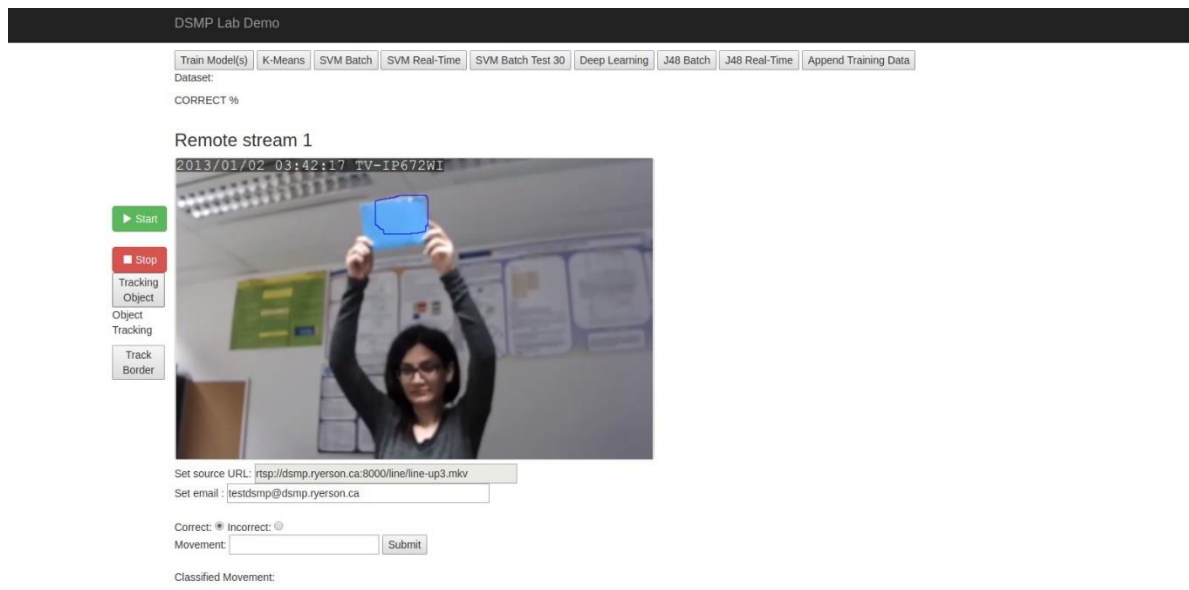 DSMP Lab Demo
Train Model(s) K-Means SVM Batch SVM Real-Time SVM Batch Test 30 Deep Learning J48 Batch J48 Real-Time Append Training Data
Dataset:
CORRECT %
Remote stream 1
2013/01/02 03:42:17 TV-IP672WI
Start
Stop
Tracking
Object
Object
Tracking
Track
Border
Set source URL: rtsp://dsmp.ryerson.ca:8000/line/line-up3.mkv
Set email : testdsmp@dsmp.ryerson.ca
Correct: Incorrect:
Movement: Submit
Classified Movement: